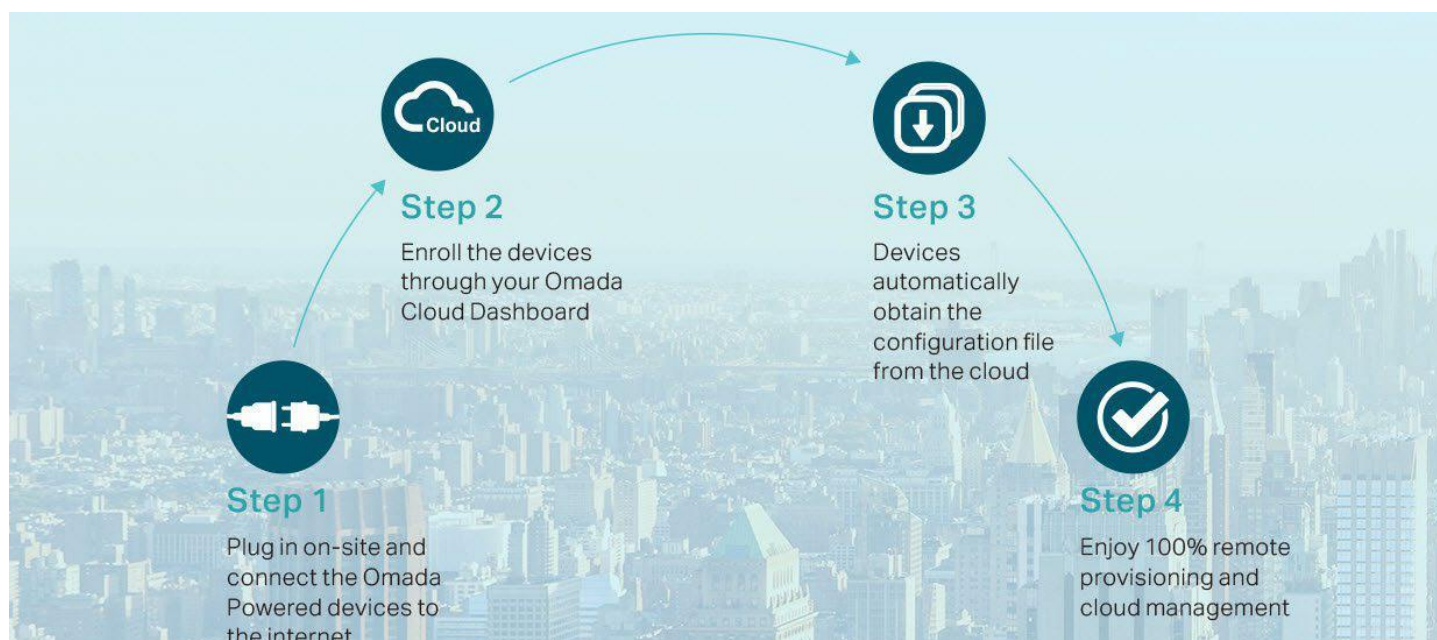 Cloud
Step 2
Enroll the devices
through your Omada
Cloud Dashboard
Step 3
Devices
automatically
obtain the
configuration file
from the cloud
Step 1
Plug in on-site and
connect the Omada
Powered devices to
the internet
Step 4
Enjoy 100% remote
provisioning and
cloud management